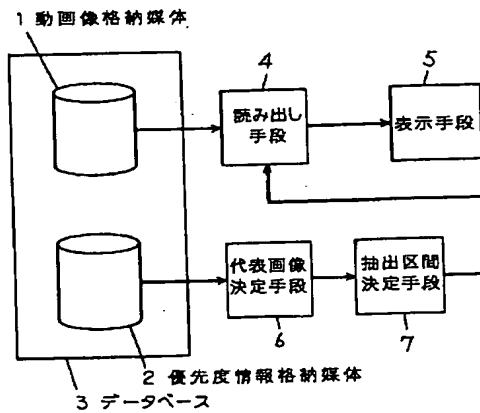 1 動画像格納媒体
4
読み出し
手段
5
表示手段
代表画像
決定手段
6
抽出区間
決定手段
7
2 優先度情報格納媒体
3 データベース